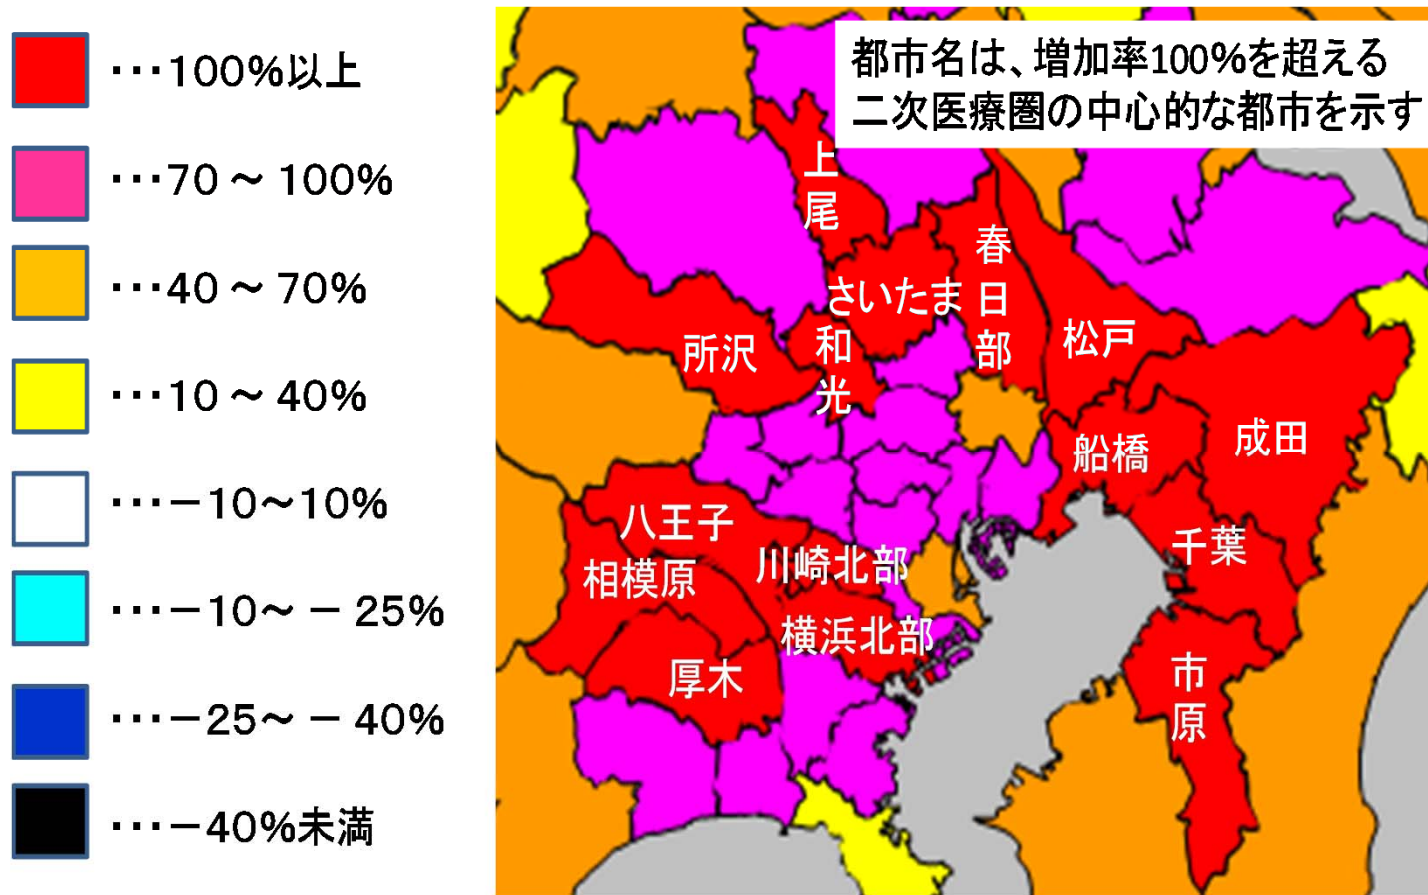 …100%以上
…70～100%
…40～70%
…10～40%
…－10～10%
…－10～－25%
…－25～－40%
…－40%未満
都市名は、増加率100%を超える
二次医療圏の中心的な都市を示す
上尾
春日部
さいたま
松戸
所沢
和光
船橋
成田
八王子
千葉
川崎北部
相模原
横浜北部
厚木
市原